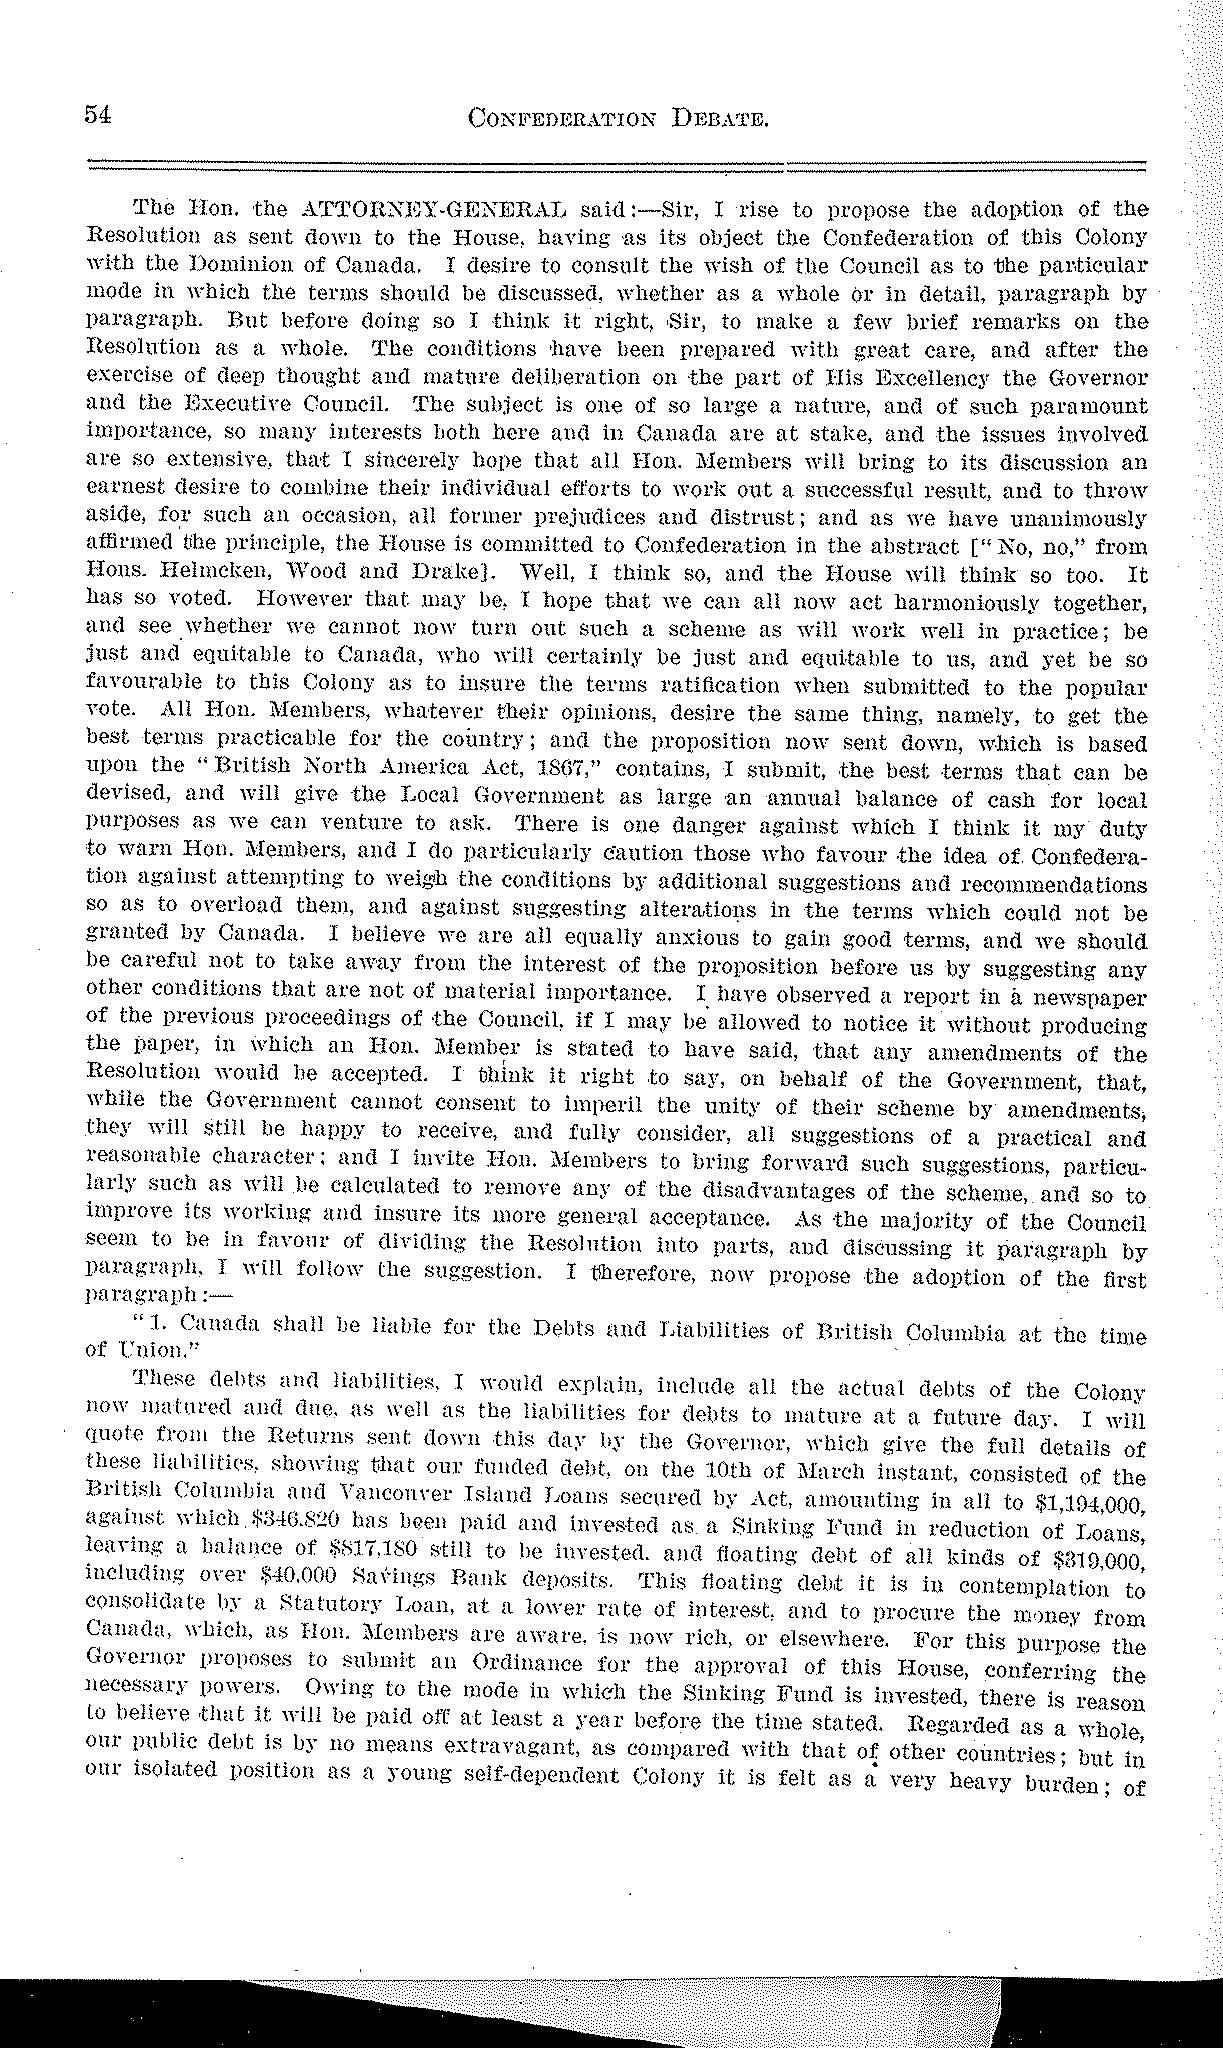 54
CONFEDERATION DEBATE.
The Hon. the ATTORNEY-GENERAL said:—Sir, I rise to propose the adoption of the
Resolution as sent down to the House, having as its object the Confederation of this Colony
with the Dominion of Canada. I desire to consult the wish of the Council as to the particular
mode in which the terms should be discussed, whether as a whole or in detail, paragraph by
paragraph. But before doing so I think it right, Sir, to make a few brief remarks on the
Resolution as a whole. The conditions have been prepared with great care, and after the
exercise of deep thought and mature deliberation on the part of His Excellency the Governor
and the Executive Council. The subject is one of so large a nature, and of such paramount
importance, so many interests both here and in Canada are at stake, and the issues involved
are so extensive, that I sincerely hope that all Hon. Members will bring to its discussion an
earnest desire to combine their individual efforts to work out a successful result, and to throw
aside, for such an occasion, all former prejudices and distrust; and as we have unanimously
affirmed the principle, the House is committed to Confederation in the abstract ["No, no," from
Hons. Helmcken, Wood and Drake]. Well, I think so, and the House will think so too. It
has so voted. However that may be, I hope that we can all now act harmoniously together,
and see whether we cannot now turn out such a scheme as will work well in practice; be
just and equitable to Canada, who will certainly be just and equitable to us, and yet be so
favourable to this Colony as to insure the terms ratification when submitted to the popular
vote. All Hon. Members, whatever their opinions, desire the same thing, namely, to get the
best terms practicable for the country; and the proposition now sent down, which is based
upon the "British North America Act, 1867," contains, I submit, the best terms that can be
devised, and will give the Local Government as large an annual balance of cash for local
purposes as we can venture to ask. There is one danger against which I think it my duty
to warn Hon. Members, and I do particularly caution those who favour the idea of Confedera-
tion against attempting to weigh the conditions by additional suggestions and recommendations
so as to overload them, and against suggesting alterations in the terms which could not be
granted by Canada. I believe we are all equally anxious to gain good terms, and we should
be careful not to take away from the interest of the proposition before us by suggesting any
other conditions that are not of material importance. I have observed a report in a newspaper
of the previous proceedings of the Council, if I may be allowed to notice it without producing
the paper, in which an Hon. Member is stated to have said, that any amendments of the
Resolution would be accepted. I think it right to say, on behalf of the Government, that,
while the Government cannot consent to imperil the unity of their scheme by amendments,
they will still be happy to receive, and fully consider, all suggestions of a practical and
reasonable character; and I invite Hon. Members to bring forward such suggestions, particu-
larly such as will be calculated to remove any of the disadvantages of the scheme, and so to
improve its working and insure its more general acceptance. As the majority of the Council
seem to be in favour of dividing the Resolution into parts, and discussing it paragraph by
paragraph, I will follow the suggestion. I therefore, now propose the adoption of the first
paragraph:—
"1. Canada shall be liable for the Debts and Liabilities of British Columbia at the time
of Union."
These debts and liabilities, I would explain, include all the actual debts of the Colony
now matured and due, as well as the liabilities for debts to mature at a future day. I will
quote from the Returns sent down this day by the Governor, which give the full details of
these liabilities, showing that our funded debt, on the 10th of March instant, consisted of the
British Columbia and Vancouver Island Loans secured by Act, amounting in all to $1,194,000,
against which $346.820 has been paid and invested as a Sinking Fund in reduction of Loans,
leaving a balance of $817,180 still to be invested, and floating debt of all kinds of $319,000,
including over $40,000 Savings Bank deposits. This floating debt it is in contemplation to
consolidate by a Statutory Loan, at a lower rate of interest, and to procure the money from
Canada, which, as Hon. Members are aware, is now rich, or elsewhere. For this purpose the
Governor proposes to submit an Ordinance for the approval of this House, conferring the
necessary powers. Owing to the mode in which the Sinking Fund is invested, there is reason
to believe that it will be paid off at least a year before the time stated. Regarded as a whole,
our public debt is by no means extravagant, as compared with that of other countries; but in
our isolated position as a young self-dependent Colony it is felt as a very heavy burden; of